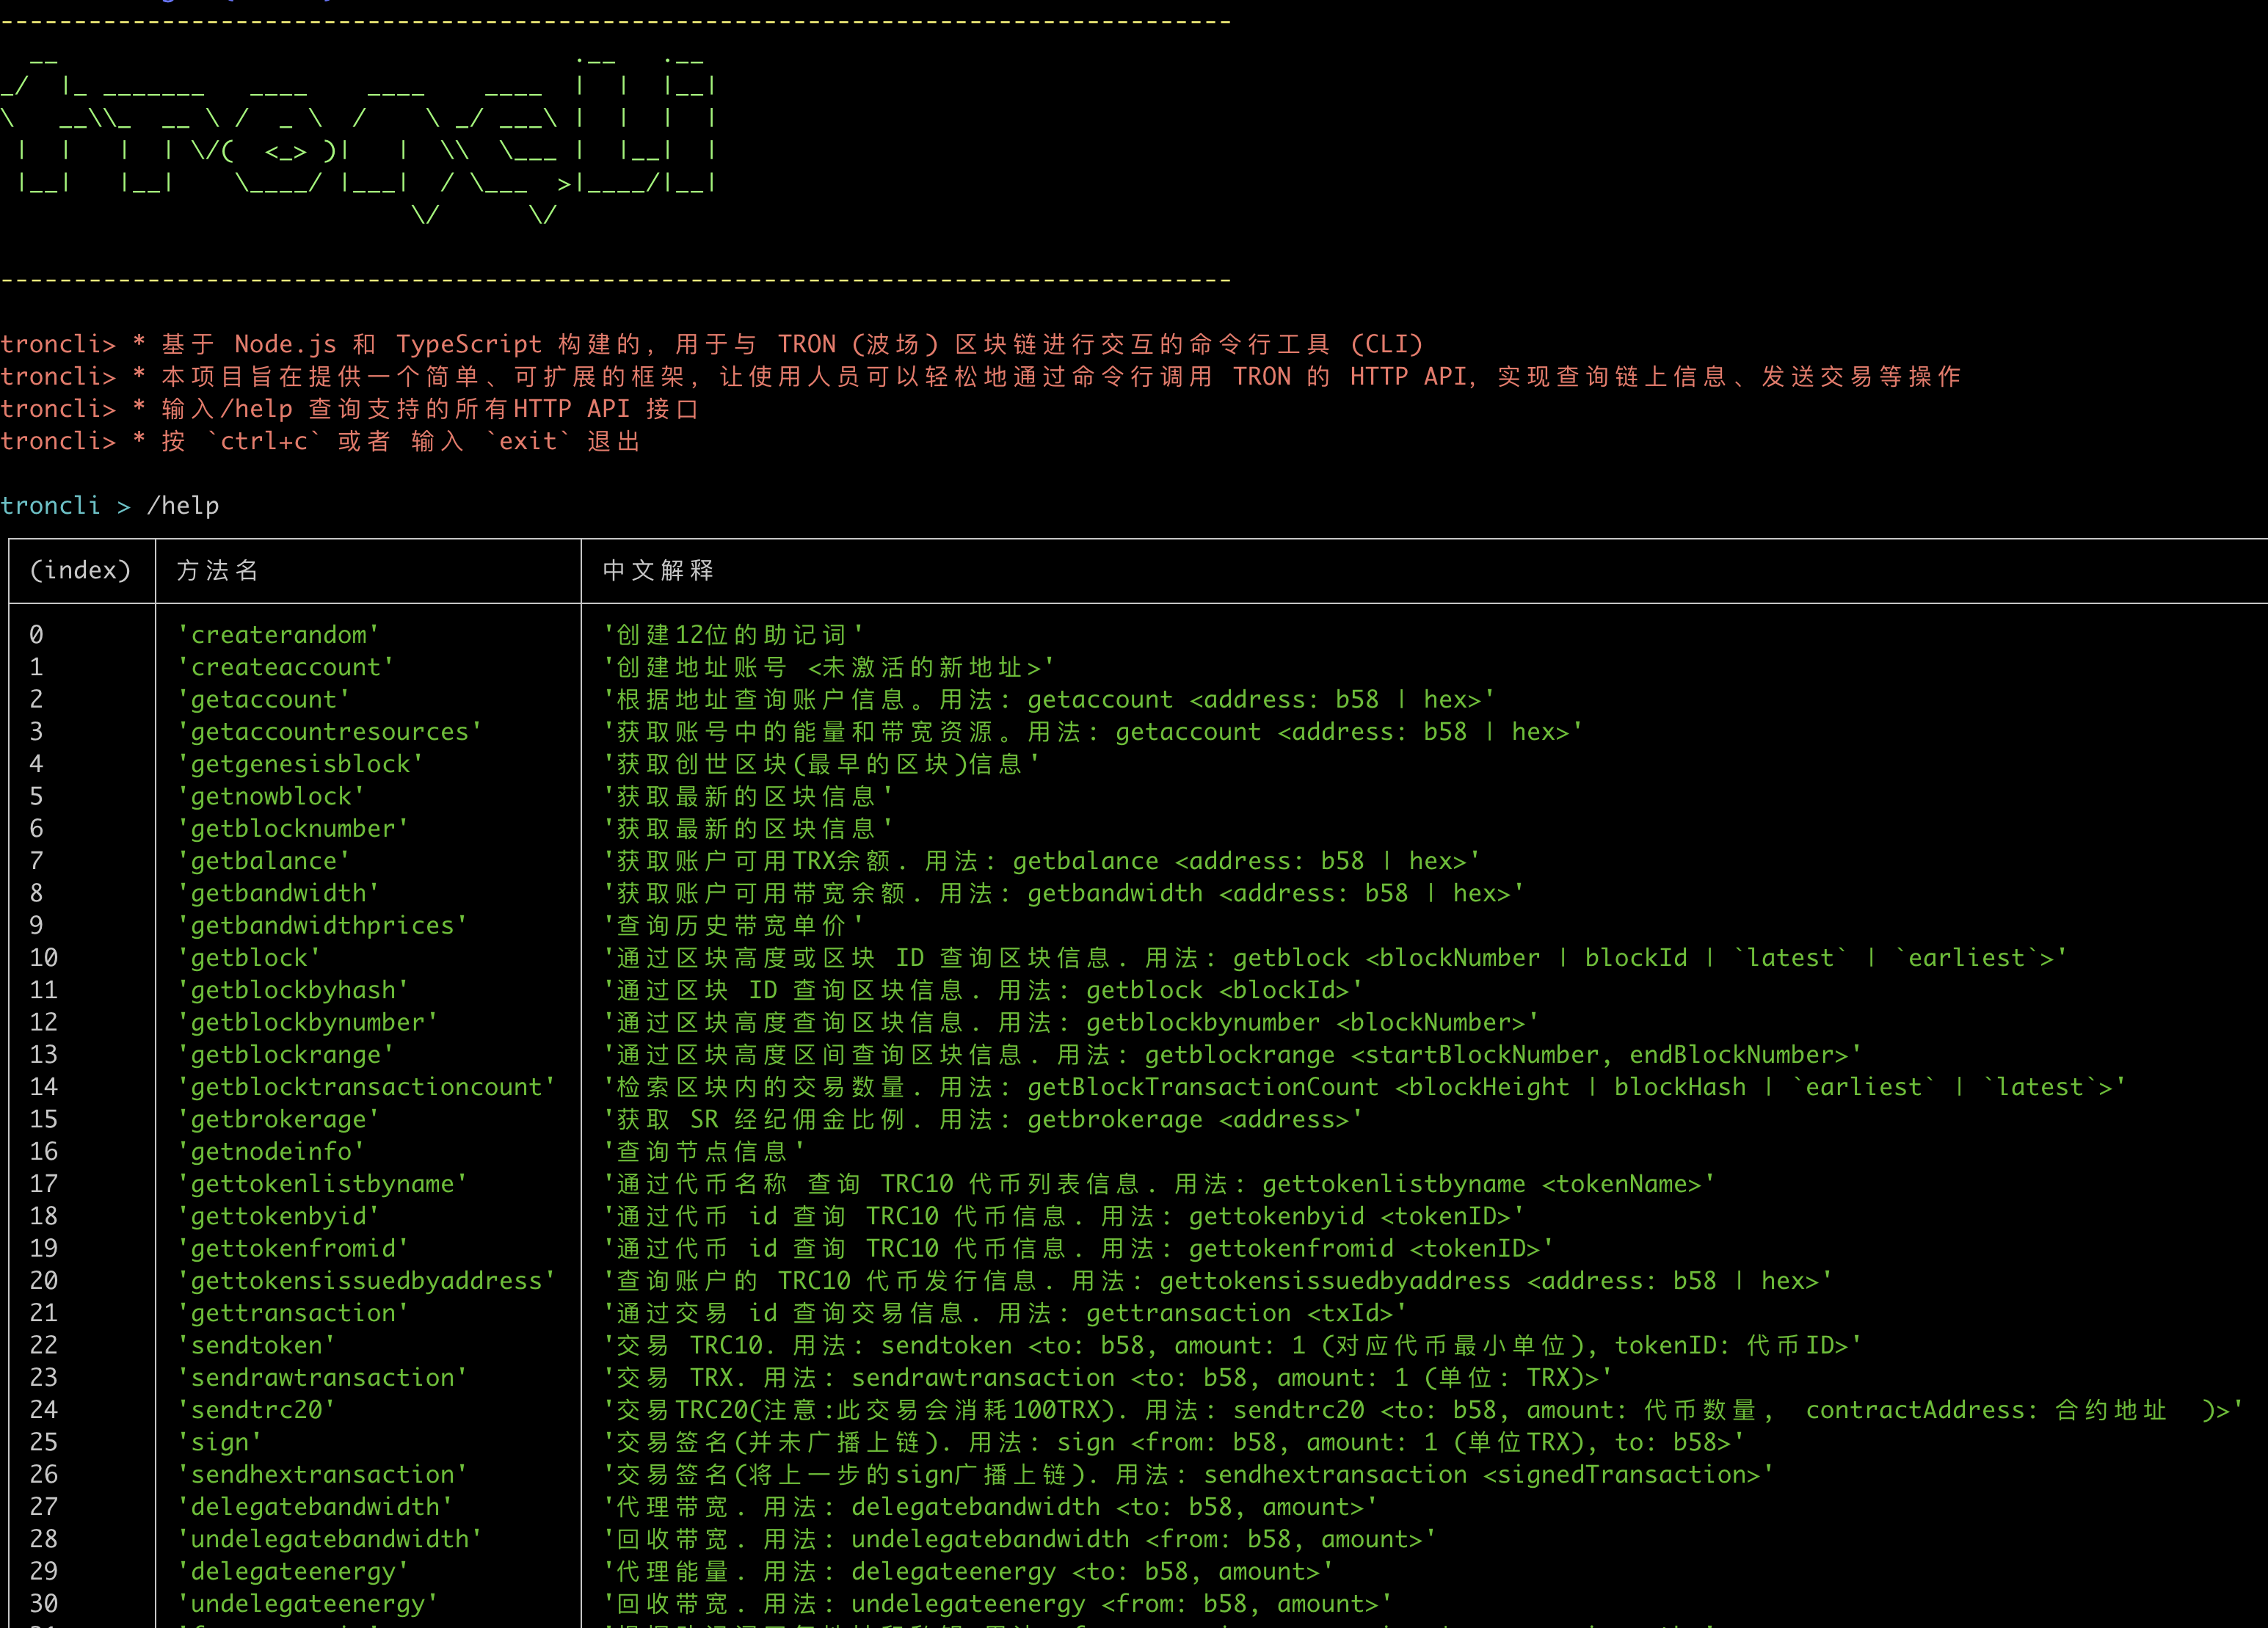 troncli
troncli> * 基于 Node.js 和 TypeScript 构建的, 用于与 TRON (波场) 区块链进行交互的命令行工具 (CLI)
troncli> * 本项目旨在提供一个简单、可扩展的框架, 让使用人员可以轻松地通过命令行调用 TRON 的 HTTP API, 实现查询链上信息、发送交易等操作
troncli> * 输入/help 查询支持的所有HTTP API 接口
troncli> * 按 `ctrl+c` 或者 输入 `exit` 退出
troncli > /help
(index) 方法名 中文解释
0 'createrandom' '创建12位的助记词'
1 'createaccount' '创建地址账号 <未激活的新地址>'
2 'getaccount' '根据地址查询账户信息。用法: getaccount <address: b58 | hex>'
3 'getaccountresources' '获取账号中的能量和带宽资源。用法: getaccount <address: b58 | hex>'
4 'getgenesisblock' '获取创世区块(最早的区块)信息'
5 'getnowblock' '获取最新的区块信息'
6 'getblocknumber' '获取最新的区块信息'
7 'getbalance' '获取账户可用TRX余额. 用法: getbalance <address: b58 | hex>'
8 'getbandwidth' '获取账户可用带宽余额. 用法: getbandwidth <address: b58 | hex>'
9 'getbandwidthprices' '查询历史带宽单价'
10 'getblock' '通过区块高度或区块 ID 查询区块信息. 用法: getblock <blockNumber | blockId | `latest` | `earliest`>'
11 'getblockbyhash' '通过区块 ID 查询区块信息. 用法: getblock <blockId>'
12 'getblockbynumber' '通过区块高度查询区块信息. 用法: getblockbynumber <blockNumber>'
13 'getblockrange' '通过区块高度区间查询区块信息. 用法: getblockrange <startBlockNumber, endBlockNumber>'
14 'getblocktransactioncount' '检索区块内的交易数量. 用法: getBlockTransactionCount <blockHeight | blockHash | `earliest` | `latest`>'
15 'getbrokerage' '获取 SR 经纪佣金比例. 用法: getbrokerage <address>'
16 'getnodeinfo' '查询节点信息'
17 'gettokenlistbyname' '通过代币名称 查询 TRC10 代币列表信息. 用法: gettokenlistbyname <tokenName>'
18 'gettokenbyid' '通过代币 id 查询 TRC10 代币信息. 用法: gettokenbyid <tokenID>'
19 'gettokenfromid' '通过代币 id 查询 TRC10 代币信息. 用法: gettokenfromid <tokenID>'
20 'gettokensissuedbyaddress' '查询账户的 TRC10 代币发行信息. 用法: gettokensissuedbyaddress <address: b58 | hex>'
21 'gettransaction' '通过交易 id 查询交易信息. 用法: gettransaction <txId>'
22 'sendtoken' '交易 TRC10. 用法: sendtoken <to: b58, amount: 1 (对应代币最小单位), tokenID: 代币ID>'
23 'sendrawtransaction' '交易 TRX. 用法: sendrawtransaction <to: b58, amount: 1 (单位: TRX)>'
24 'sendtrc20' '交易TRC20(注意:此交易会消耗100TRX). 用法: sendtrc20 <to: b58, amount: 代币数量, contractAddress: 合约地址 )>'
25 'sign' '交易签名(并未广播上链). 用法: sign <from: b58, amount: 1 (单位TRX), to: b58>'
26 'sendhextransaction' '交易签名(将上一步的sign广播上链). 用法: sendhextransaction <signedTransaction>'
27 'delegatebandwidth' '代理带宽. 用法: delegatebandwidth <to: b58, amount>'
28 'undelegatebandwidth' '回收带宽. 用法: undelegatebandwidth <from: b58, amount>'
29 'delegateenergy' '代理能量. 用法: delegateenergy <to: b58, amount>'
30 'undelegateenergy' '回收带宽. 用法: undelegateenergy <from: b58, amount>'